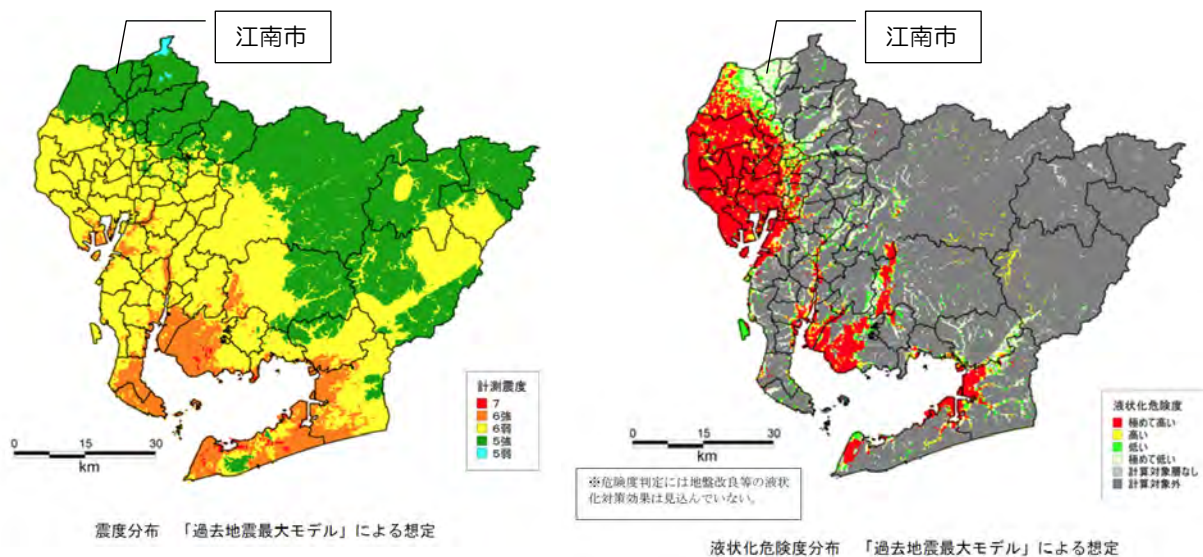 江南市
計測震度
7
6強
6弱
5強
5弱
0 15 30
km
震度分布 「過去地震最大モデル」による想定
江南市
液状化危険度
極めて高い
高い
低い
極めて低い
計算対象層なし
計算対象外
0 15 30
km
※危険度判定には地盤改良等の液状
化対策効果は見込んでいない。
液状化危険度分布 「過去地震最大モデル」による想定